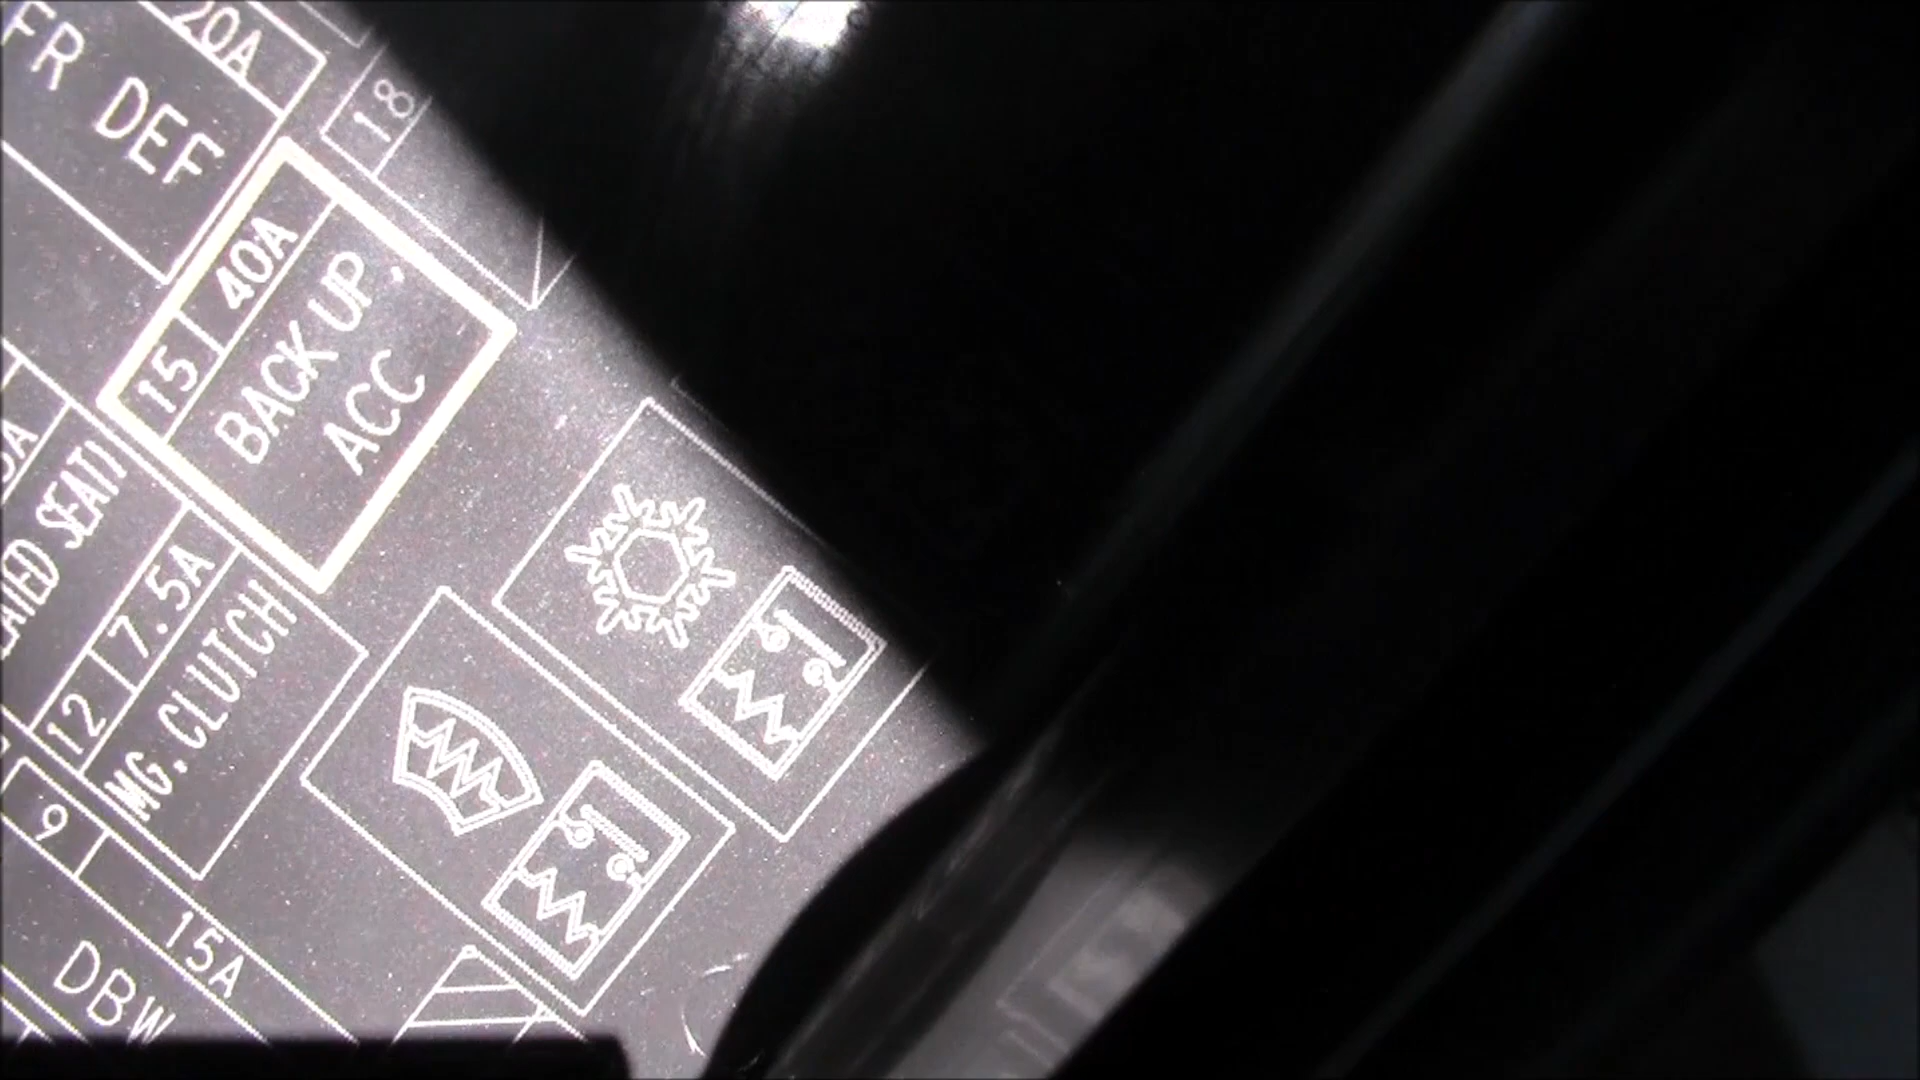 20A
FR DEF
18
15 40A
BACK UP,
ACC
12 7.5A
MG. CLUTCH
9 15A
DBW